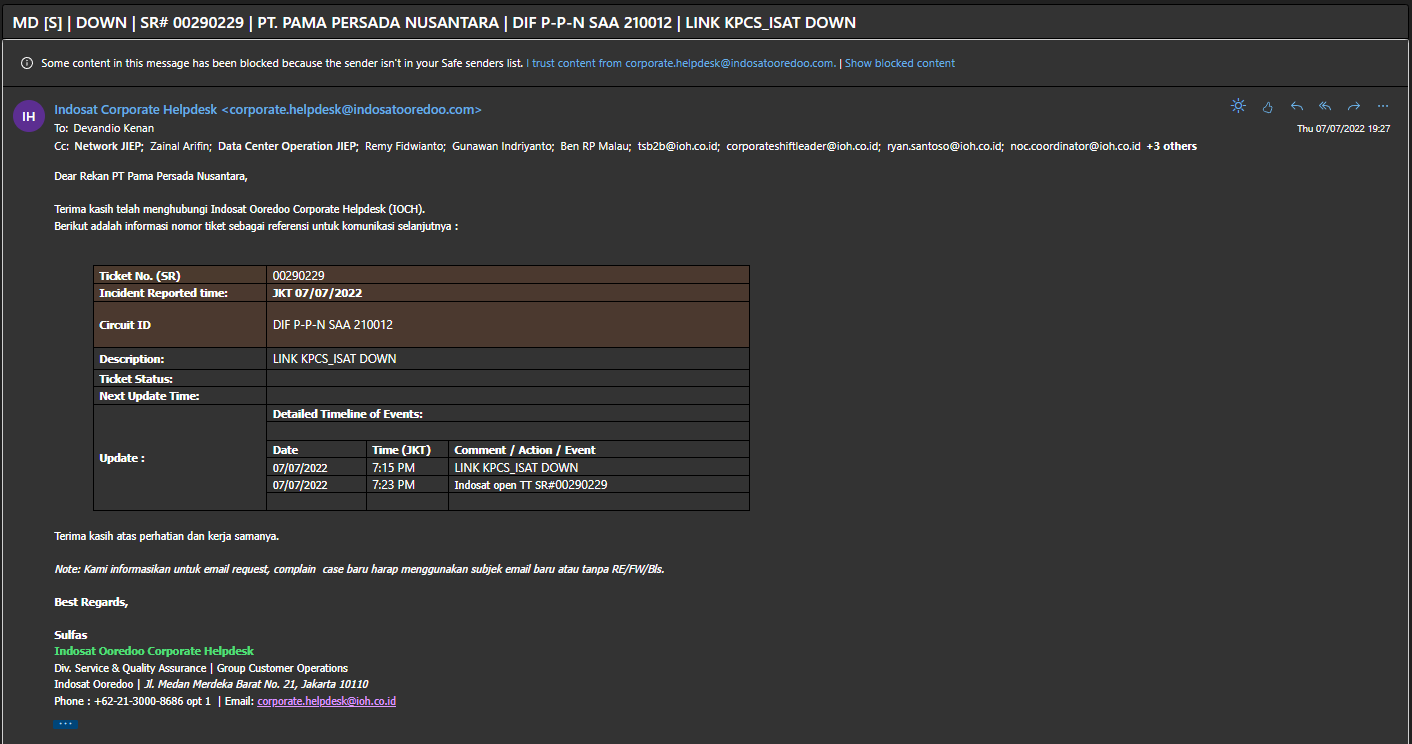 MD [S] | DOWN | SR# 00290229 | PT. PAMA PERSADA NUSANTARA | DIF P-P-N SAA 210012 | LINK KPCS_ISAT DOWN
Some content in this message has been blocked because the sender isn't in your Safe senders list. I trust content from corporate.helpdesk@indosatooredoo.com. | Show blocked content
IH
Indosat Corporate Helpdesk <corporate.helpdesk@indosatooredoo.com>
To: Devandio Kenan
Thu 07/07/2022 19:27
Cc: Network JIEP; Zainal Arifin; Data Center Operation JIEP; Remy Fidwianto; Gunawan Indriyanto; Ben RP Malau; tsb2b@ioh.co.id; corporateshiftleader@ioh.co.id; ryan.santoso@ioh.co.id; noc.coordinator@ioh.co.id +3 others
Dear Rekan PT Pama Persada Nusantara,
Terima kasih telah menghubungi Indosat Ooredoo Corporate Helpdesk (IOCH).
Berikut adalah informasi nomor tiket sebagai referensi untuk komunikasi selanjutnya :
Ticket No. (SR) 00290229
Incident Reported time: JKT 07/07/2022
Circuit ID DIF P-P-N SAA 210012
Description: LINK KPCS_ISAT DOWN
Ticket Status:
Next Update Time:
Update :
Detailed Timeline of Events:
Date Time (JKT) Comment / Action / Event
07/07/2022 7:15 PM LINK KPCS_ISAT DOWN
07/07/2022 7:23 PM Indosat open TT SR#00290229
Terima kasih atas perhatian dan kerja samanya.
Note: Kami informasikan untuk email request, complain case baru harap menggunakan subjek email baru atau tanpa RE/FW/Bls.
Best Regards,
Sulfas
Indosat Ooredoo Corporate Helpdesk
Div. Service & Quality Assurance | Group Customer Operations
Indosat Ooredoo | Jl. Medan Merdeka Barat No. 21, Jakarta 10110
Phone : +62-21-3000-8686 opt 1 | Email: corporate.helpdesk@ioh.co.id